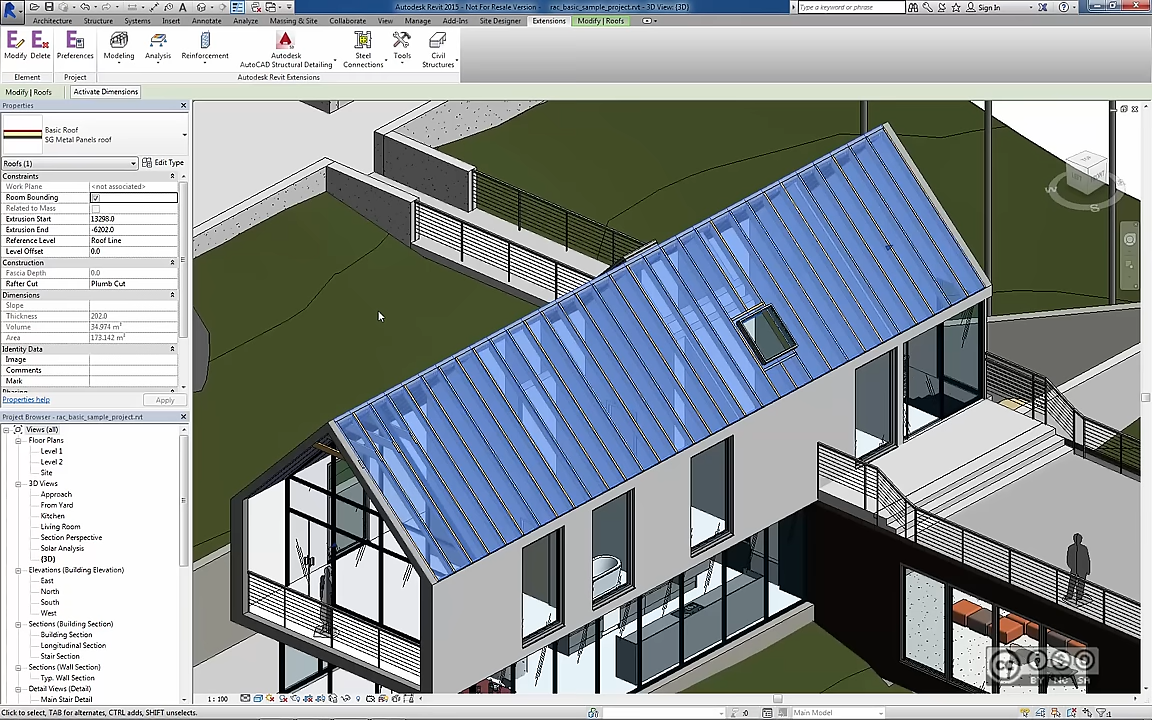 Autodesk Revit 2015 - Not For Resale Version - rac_basic_sample_project.rvt - 3D View: {3D}
Type a keyword or phrase
Sign In
Architecture Structure Systems Insert Annotate Analyze Massing & Site Collaborate View Manage Add-Ins Site Designer Extensions Modify | Roofs
Modify Delete Preferences Modeling Analysis Reinforcement Autodesk AutoCAD Structural Detailing Steel Connections Tools Civil Structures
Element Project Autodesk Revit Extensions
Modify | Roofs Activate Dimensions
Properties
Basic Roof
SG Metal Panels roof
Roofs (1) Edit Type
Constraints
Work Plane <not associated>
Room Bounding
Related to Mass
Extrusion Start 13298.0
Extrusion End -6202.0
Reference Level Roof Line
Level Offset 0.0
Construction
Fascia Depth 0.0
Rafter Cut Plumb Cut
Dimensions
Slope
Thickness 202.0
Volume 34.974 m³
Area 173.142 m²
Identity Data
Image
Comments
Mark
Phasing
Properties help Apply
Project Browser - rac_basic_sample_project.rvt
Views (all)
Floor Plans
Level 1
Level 2
Site
3D Views
Approach
From Yard
Kitchen
Living Room
Section Perspective
Solar Analysis
{3D}
Elevations (Building Elevation)
East
North
South
West
Sections (Building Section)
Building Section
Longitudinal Section
Stair Section
Sections (Wall Section)
Typ. Wall Section
Detail Views (Detail)
Main Stair Detail
TOP
W
S
1 : 100
Click to select, TAB for alternates, CTRL adds, SHIFT unselects.
:0
Main Model
:1
cc
BY NC SA